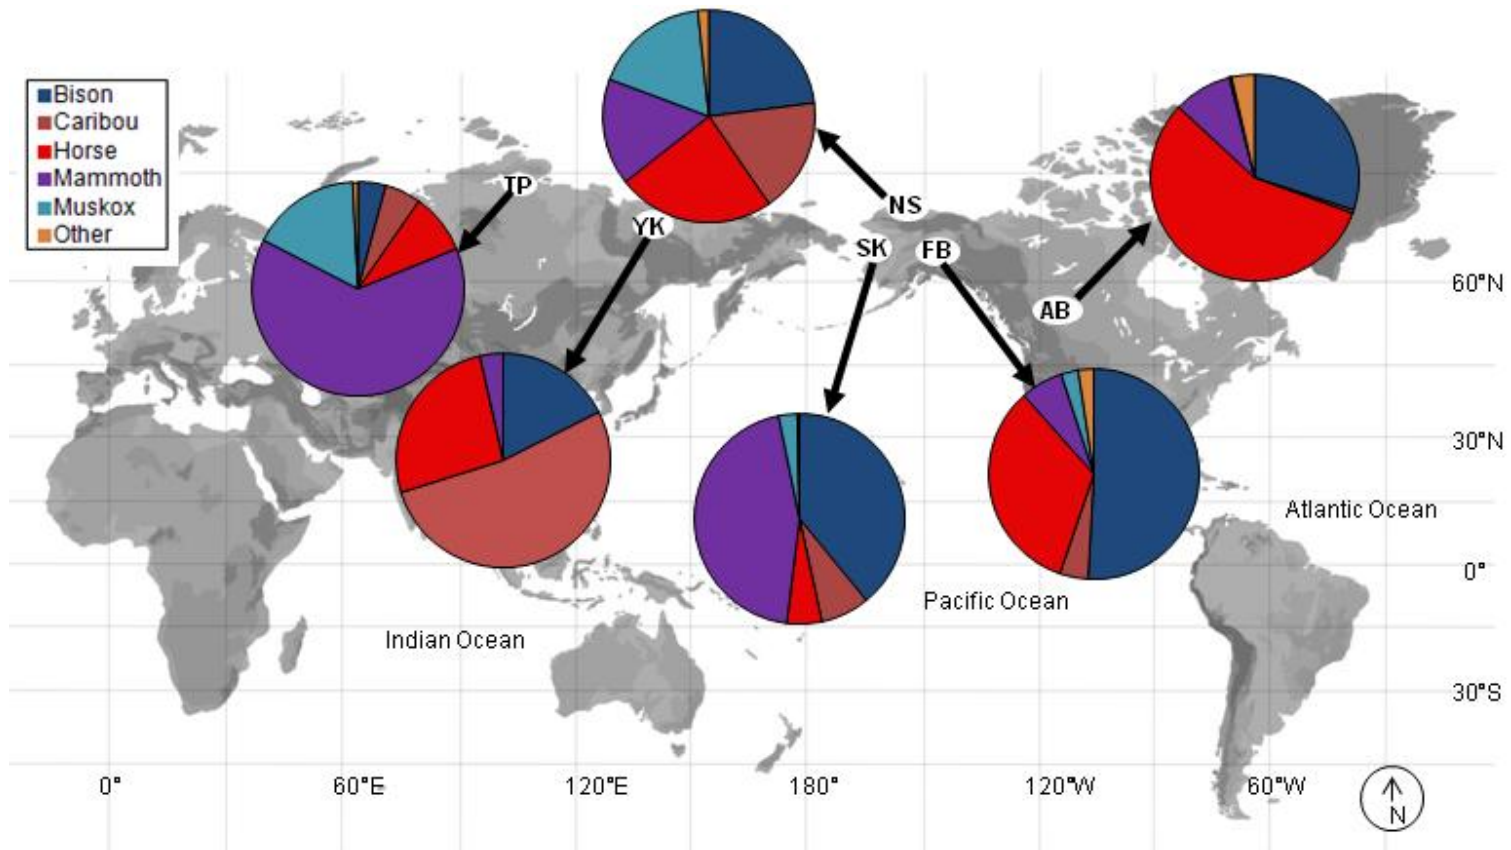 Bison
Caribou
Horse
Mammoth
Muskox
Other
TP
YK
NS
SK
FB
AB
60°N
30°N
Atlantic Ocean
0°
Pacific Ocean
Indian Ocean
30°S
0°
60°E
120°E
180°
120°W
60°W
N